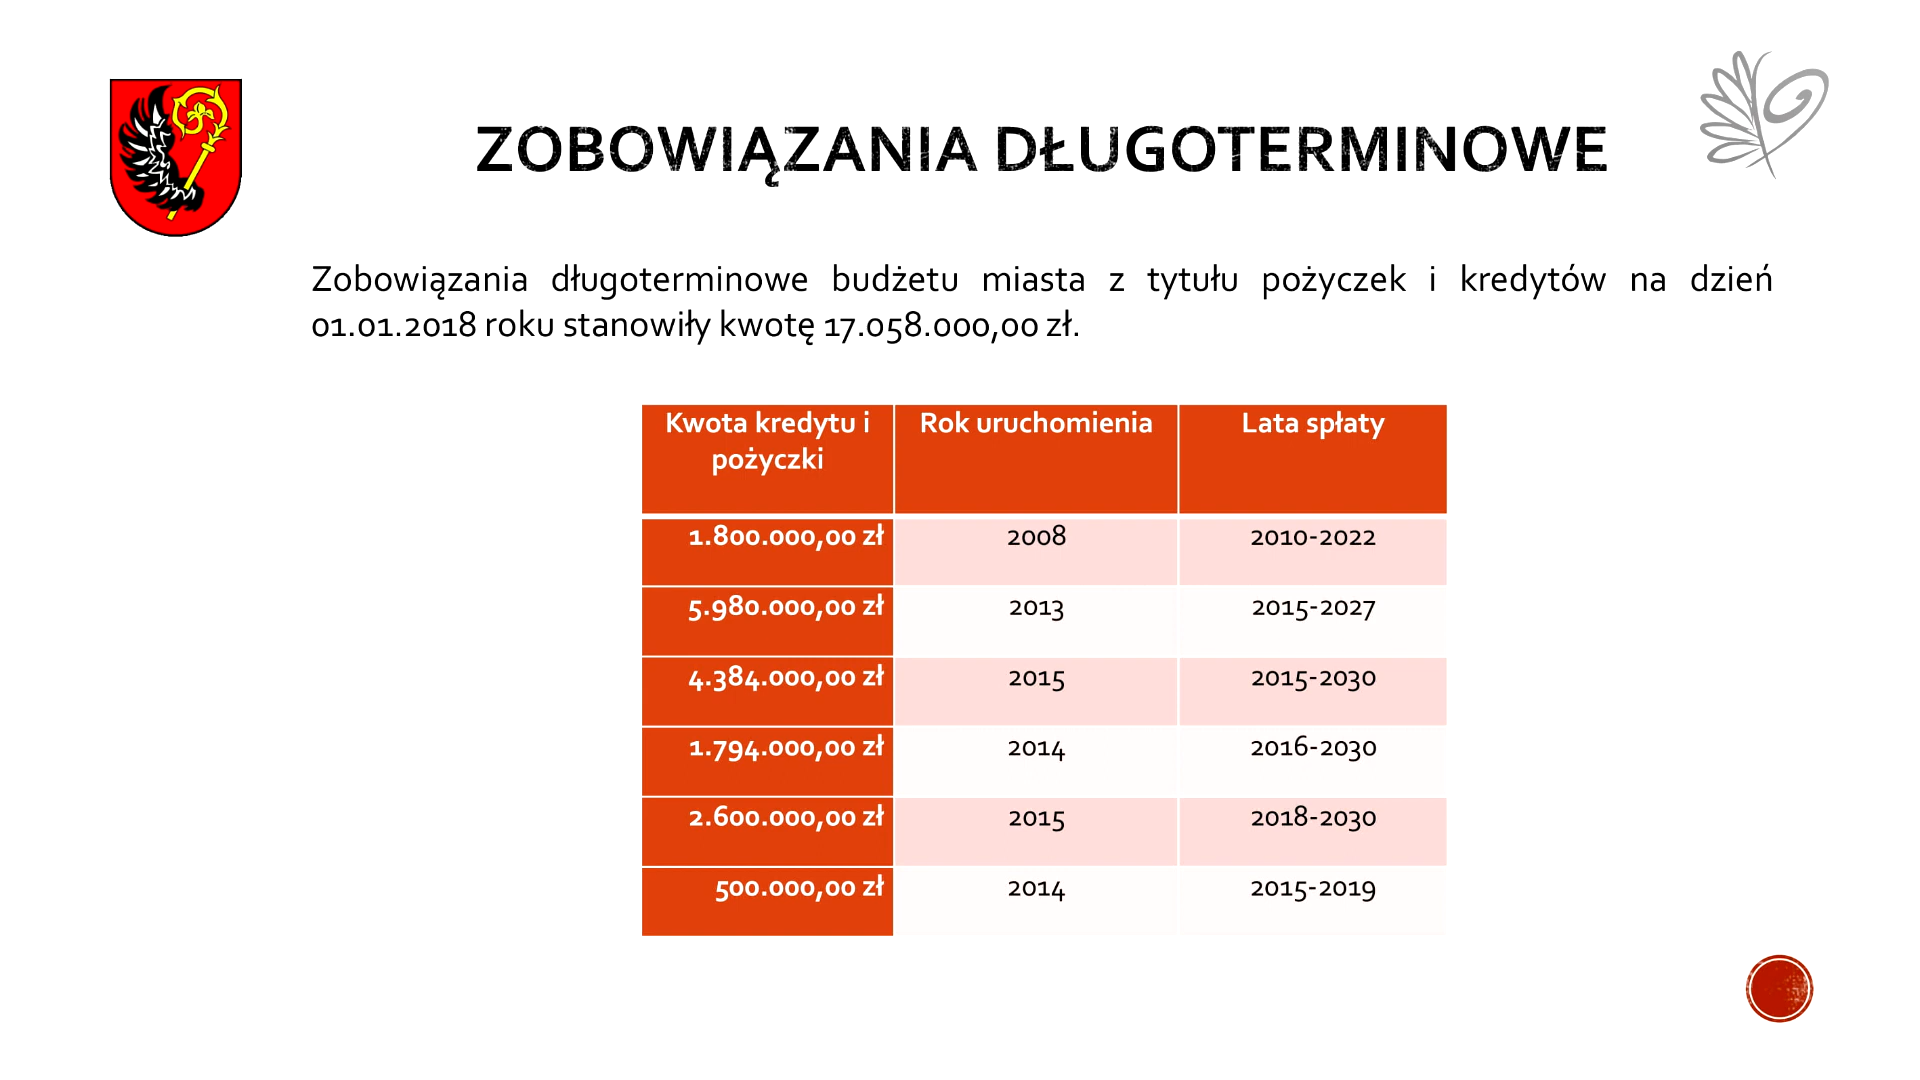 ZOBOWIĄZANIA DŁUGOTERMINOWE
Zobowiązania długoterminowe budżetu miasta z tytułu pożyczek i kredytów na dzień
01.01.2018 roku stanowiły kwotę 17.058.000,00 zł.
Kwota kredytu i pożyczki Rok uruchomienia Lata spłaty
1.800.000,00 zł 2008 2010-2022
5.980.000,00 zł 2013 2015-2027
4.384.000,00 zł 2015 2015-2030
1.794.000,00 zł 2014 2016-2030
2.600.000,00 zł 2015 2018-2030
500.000,00 zł 2014 2015-2019